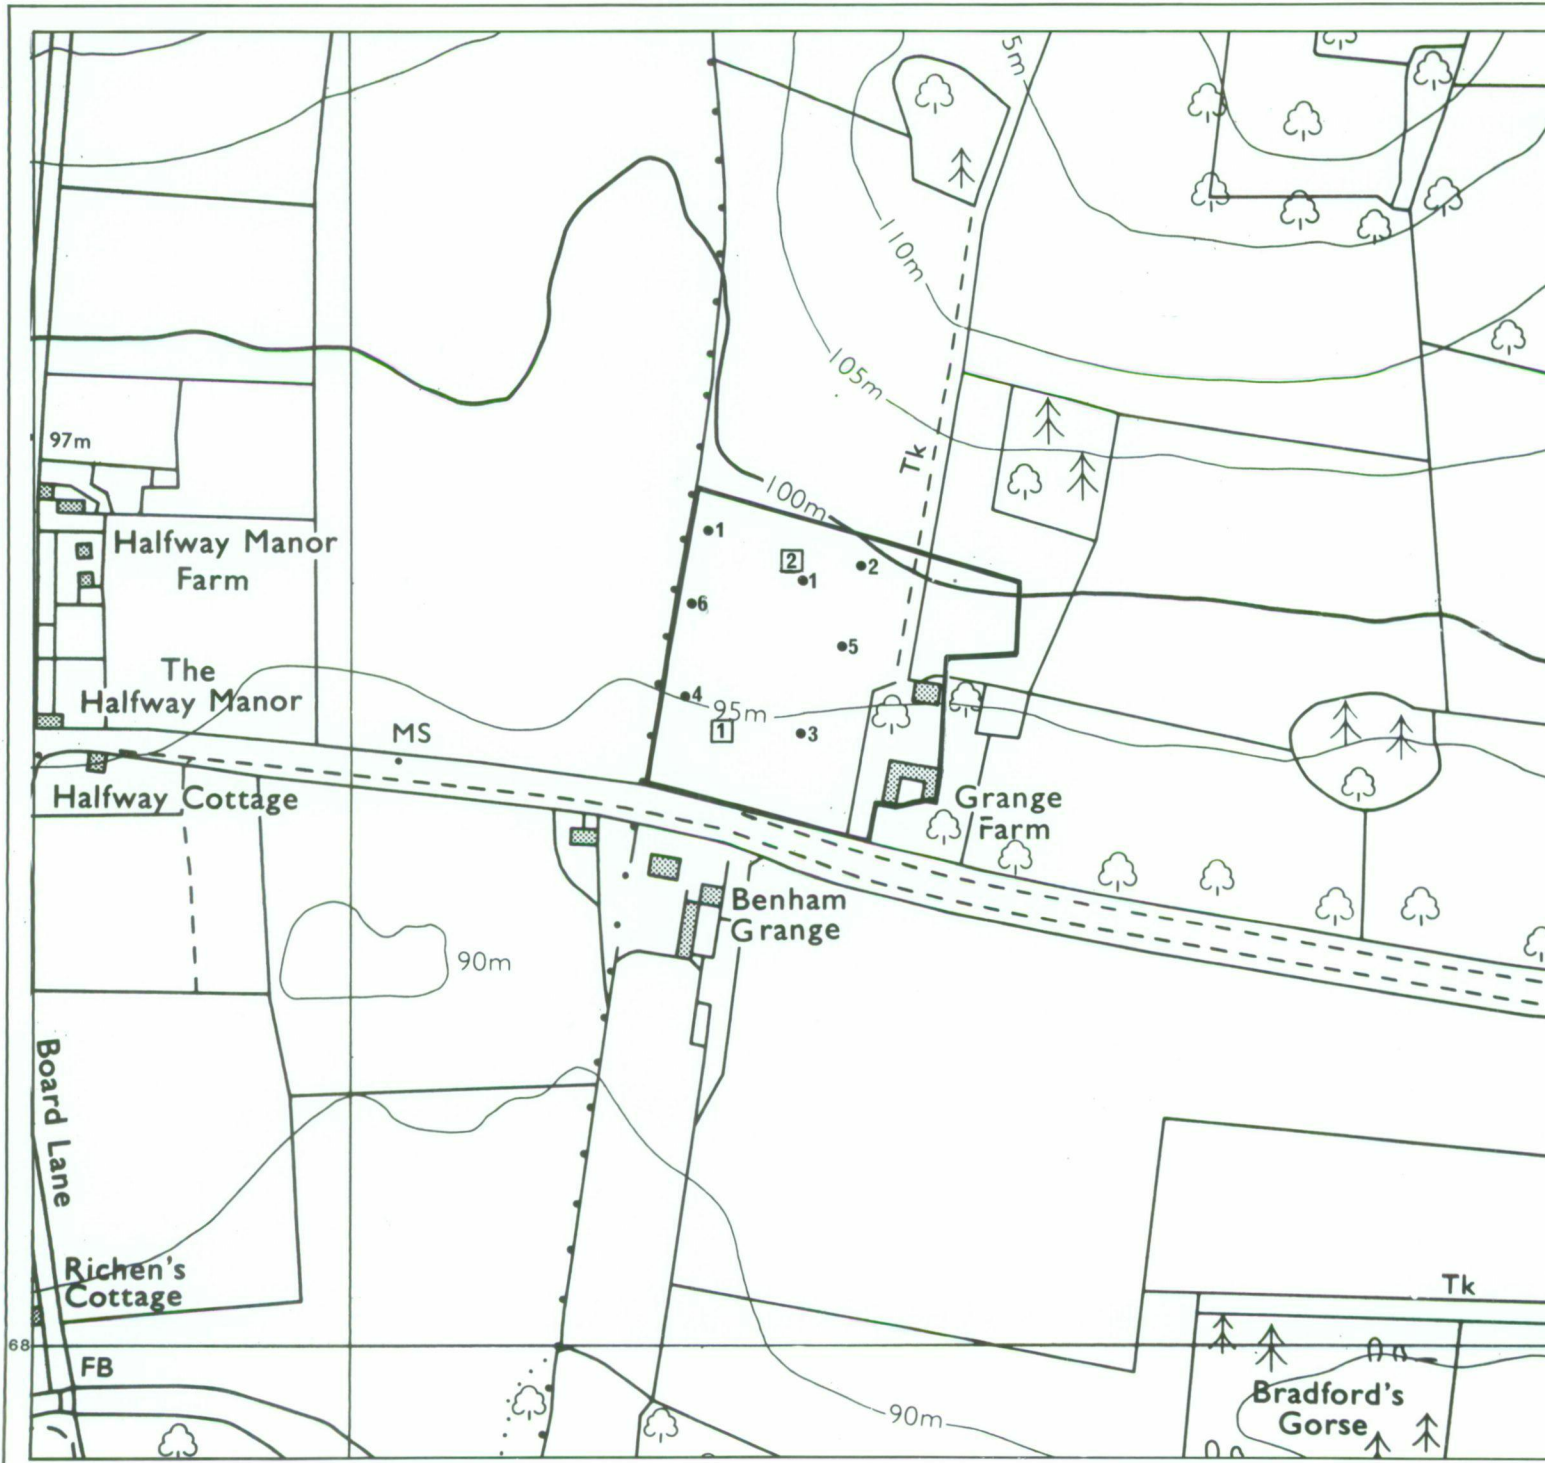 5m
110m
105m
97m
Tk
100m
1
2
1
2
Halfway Manor
Farm
6
5
The
Halfway Manor
4
95m
1
3
MS
Halfway Cottage
Grange
Farm
Benham
Grange
90m
Board Lane
Richen's
Cottage
Tk
68
FB
Bradford's
Gorse
90m